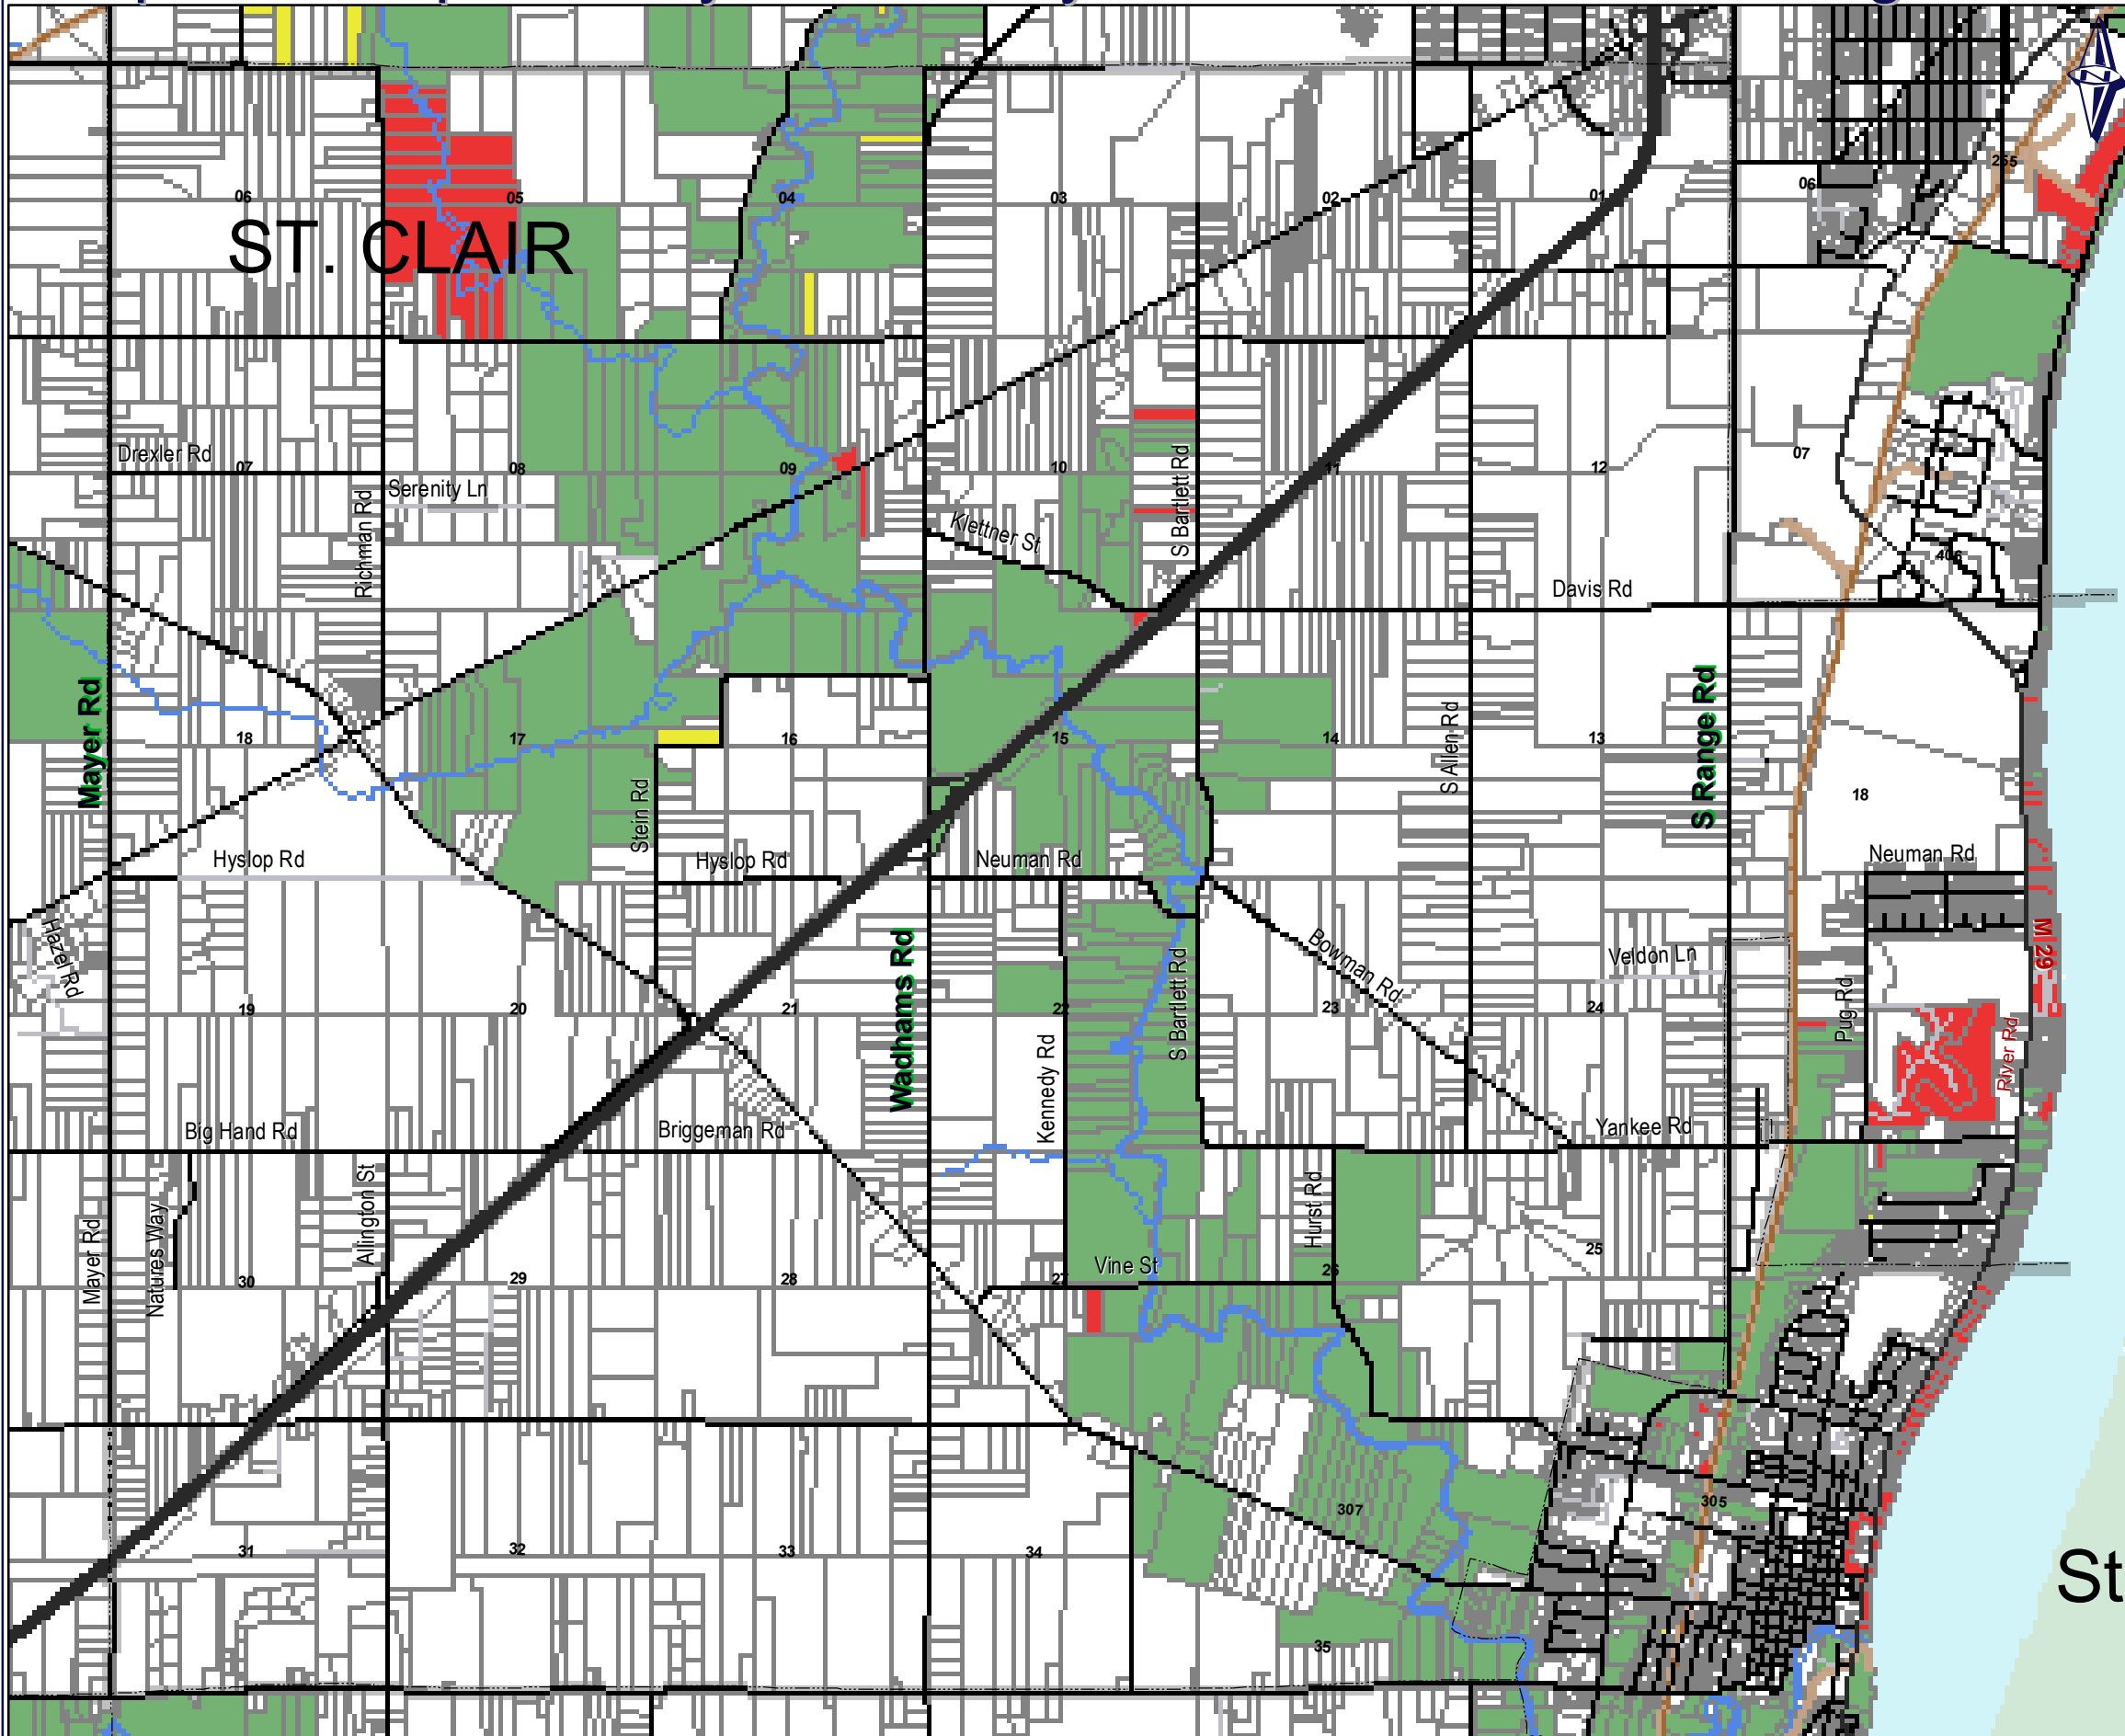 255
06
05
04
03
02
01
06
ST. CLAIR
Drexler Rd
07
08
09
10
11
12
07
Serenity Ln
Richman Rd
Klettner St
S Bartlett Rd
406
Davis Rd
Mayer Rd
18
17
16
15
14
13
S Range Rd
S Allen Rd
18
Stein Rd
Hyslop Rd
Hyslop Rd
Neuman Rd
Neuman Rd
Hazel Rd
Wadhams Rd
S Bartlett Rd
Bowman Rd
Veldon Ln
M 29
Pug Rd
19
20
21
22
23
24
River Rd
Kennedy Rd
Big Hand Rd
Briggeman Rd
Yankee Rd
Mayer Rd
Natures Way
Allington St
Hurst Rd
Vine St
30
29
28
27
26
25
307
305
31
32
33
34
St
35